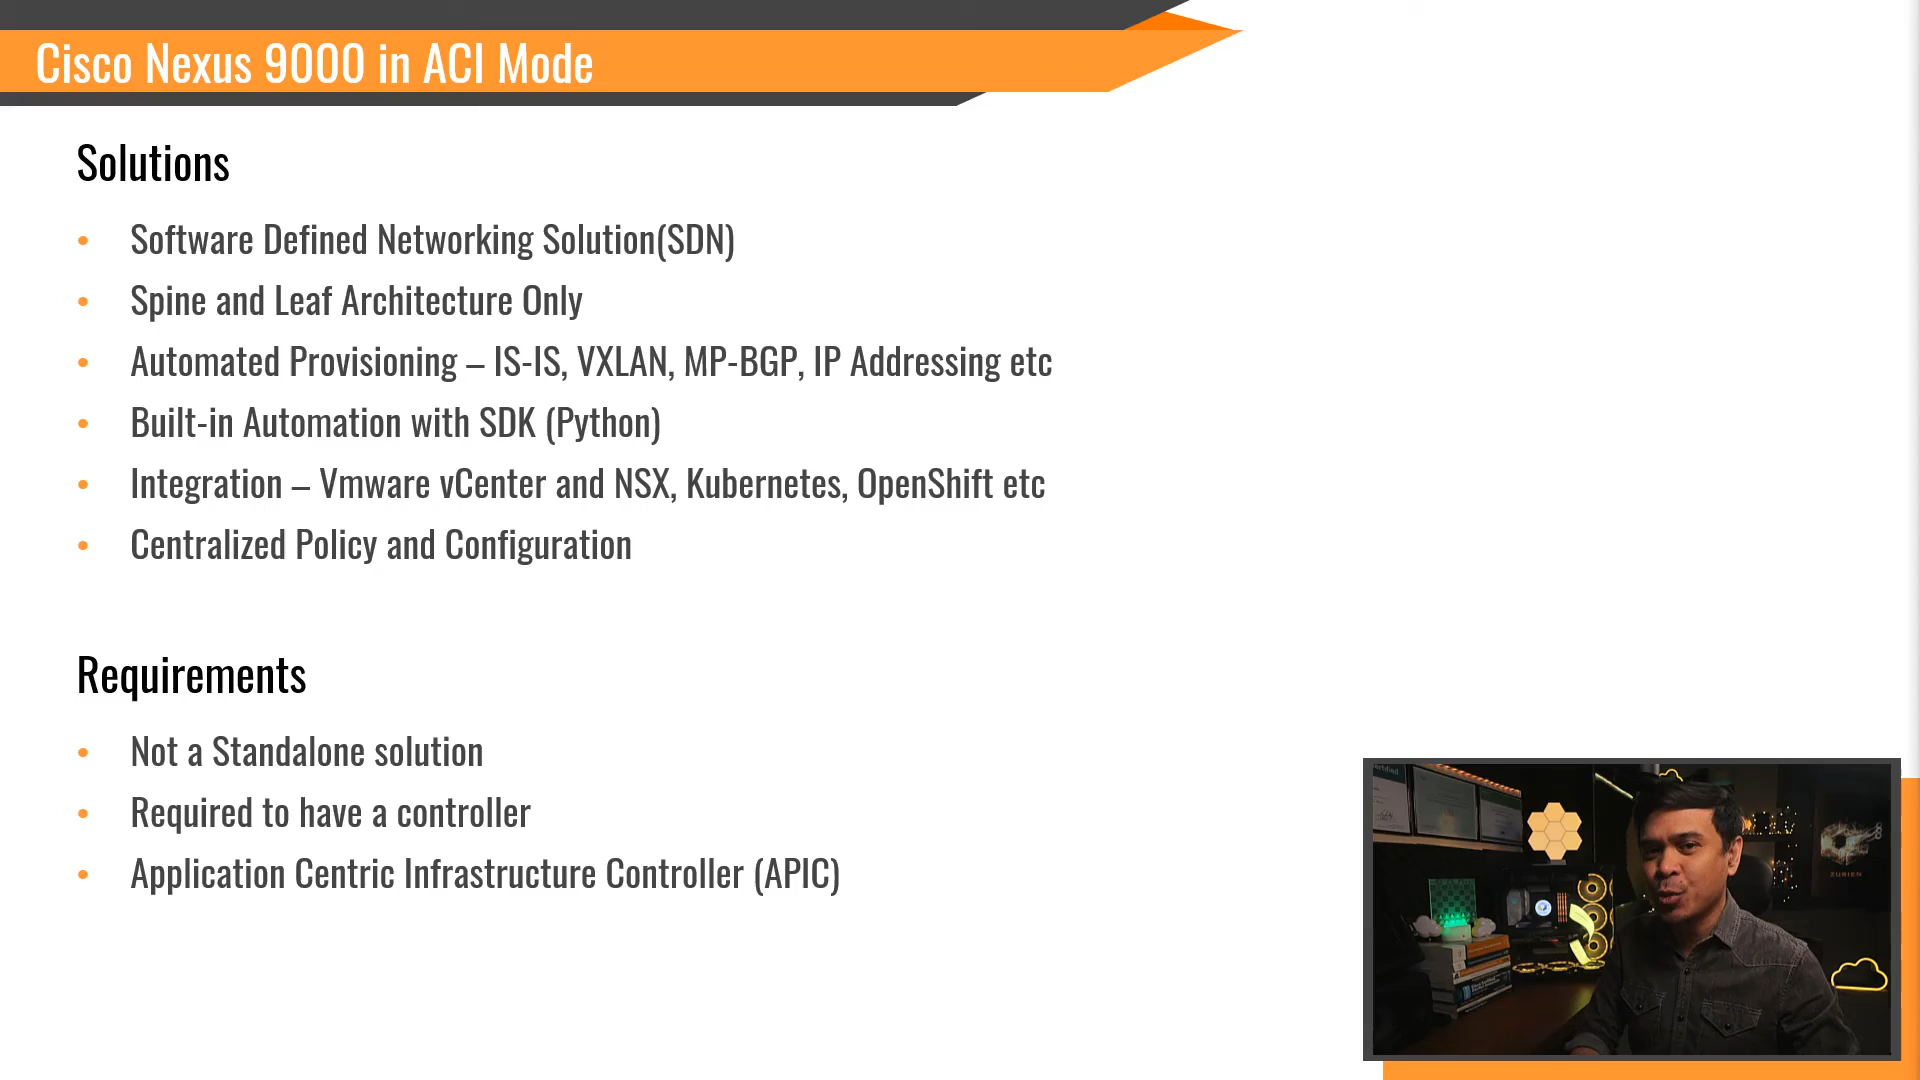 Cisco Nexus 9000 in ACI Mode
Solutions
• Software Defined Networking Solution(SDN)
• Spine and Leaf Architecture Only
• Automated Provisioning – IS-IS, VXLAN, MP-BGP, IP Addressing etc
• Built-in Automation with SDK (Python)
• Integration – Vmware vCenter and NSX, Kubernetes, OpenShift etc
• Centralized Policy and Configuration
Requirements
• Not a Standalone solution
• Required to have a controller
• Application Centric Infrastructure Controller (APIC)
ZUBIEN